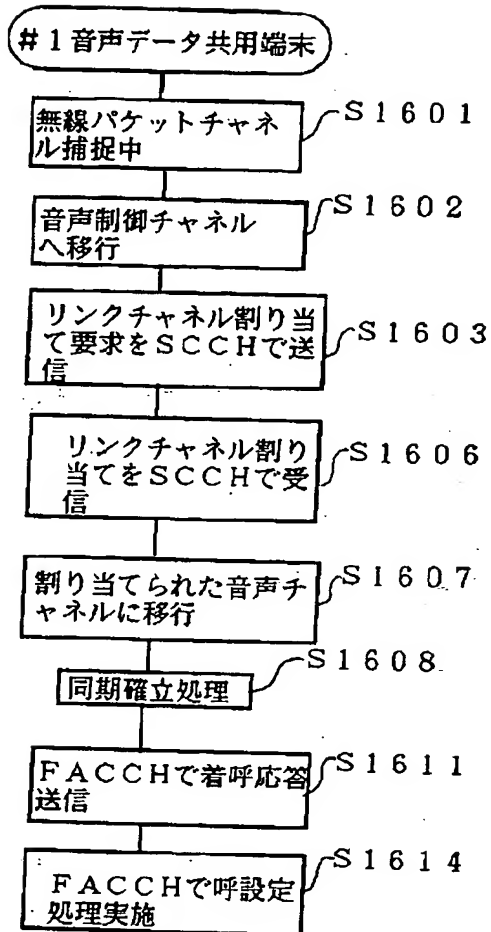 #1音声データ共用端末
無線パケットチャネ
ル捕捉中
S1601
音声制御チャネル
へ移行
S1602
リンクチャネル割り当
て要求をSCCHで送
信
S1603
リンクチャネル割り
当てをSCCHで受
信
S1606
割り当てられた音声チ
ャネルに移行
S1607
同期確立処理
S1608
FACCHで着呼応答
送信
S1611
FACCHで呼設定
処理実施
S1614